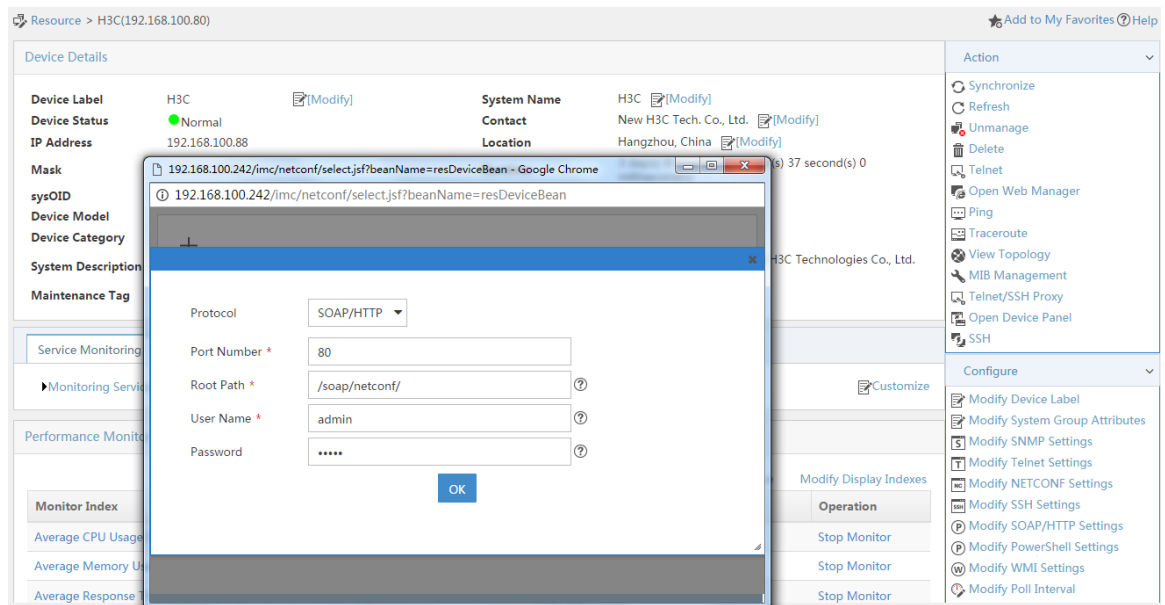 Resource > H3C(192.168.100.80)
Add to My Favorites ?Help
Device Details
Device Label H3C [Modify] System Name H3C [Modify]
Device Status Normal Contact New H3C Tech. Co., Ltd. [Modify]
IP Address 192.168.100.88 Location Hangzhou, China [Modify]
Mask
(s) 37 second(s) 0
sysOID
Device Model
Device Category
System Description
H3C Technologies Co., Ltd.
Maintenance Tag
192.168.100.242/imc/netconf/select.jsf?beanName=resDeviceBean - Google Chrome
192.168.100.242/imc/netconf/select.jsf?beanName=resDeviceBean
Protocol SOAP/HTTP
Port Number * 80
Root Path * /soap/netconf/ ?
User Name * admin ?
Password ••••• ?
OK
Service Monitoring
Monitoring Servic
Customize
Performance Monito
Modify Display Indexes
Monitor Index Operation
Average CPU Usage Stop Monitor
Average Memory Us Stop Monitor
Average Response T Stop Monitor
Action
Synchronize
Refresh
Unmanage
Delete
Telnet
Open Web Manager
Ping
Traceroute
View Topology
MIB Management
Telnet/SSH Proxy
Open Device Panel
SSH
Configure
Modify Device Label
Modify System Group Attributes
Modify SNMP Settings
Modify Telnet Settings
Modify NETCONF Settings
Modify SSH Settings
Modify SOAP/HTTP Settings
Modify PowerShell Settings
Modify WMI Settings
Modify Poll Interval